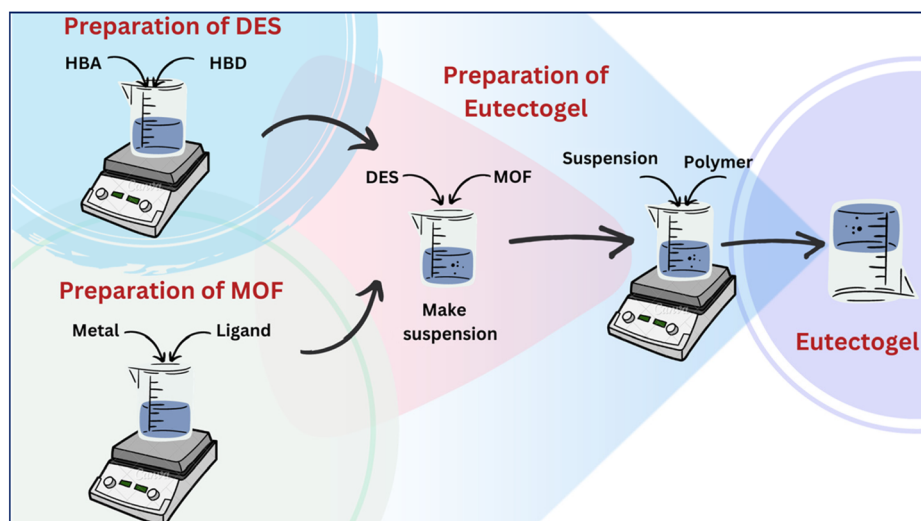 Preparation of DES
HBA
HBD
Preparation of MOF
Metal
Ligand
Preparation of
Eutectogel
DES
MOF
Make
suspension
Suspension
Polymer
Eutectogel